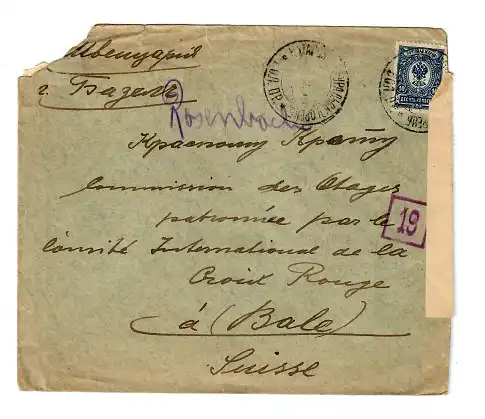 Швейцария
г. Базель
Rosenbach
Красному Кресту
Commission des Otages
patronnée par le
Comité International de la
Croix Rouge
à (Bale)
Suisse
19